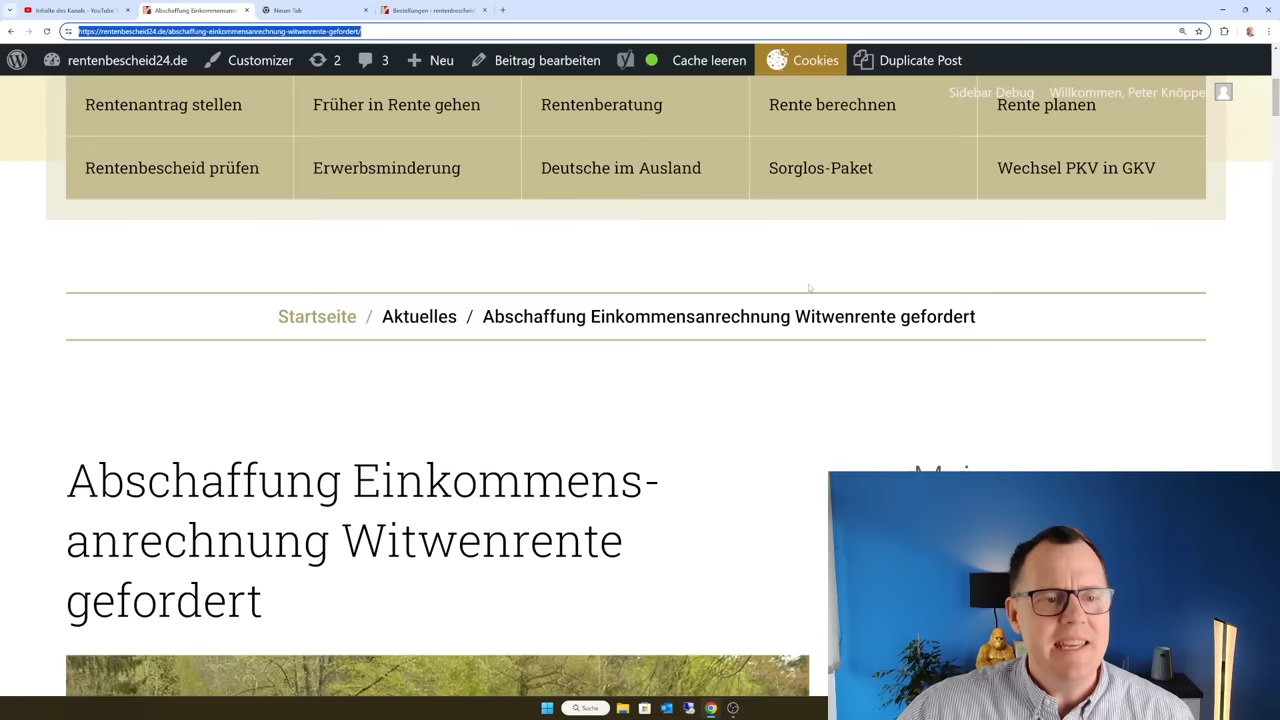 Inhalte des Kanals - YouTube S
Abschaffung Einkommensanr
Neuer Tab
Bestellungen - rentenbescheid
https://rentenbescheid24.de/abschaffung-einkommensanrechnung-witwenrente-gefordert/
rentenbescheid24.de Customizer 2 3 + Neu Beitrag bearbeiten Cache leeren Cookies Duplicate Post
Sidebar Debug Willkommen, Peter Knöppel
Rentenantrag stellen Früher in Rente gehen Rentenberatung Rente berechnen Rente planen
Rentenbescheid prüfen Erwerbsminderung Deutsche im Ausland Sorglos-Paket Wechsel PKV in GKV
Startseite / Aktuelles / Abschaffung Einkommensanrechnung Witwenrente gefordert
Abschaffung Einkommens-
anrechnung Witwenrente
gefordert
Suche